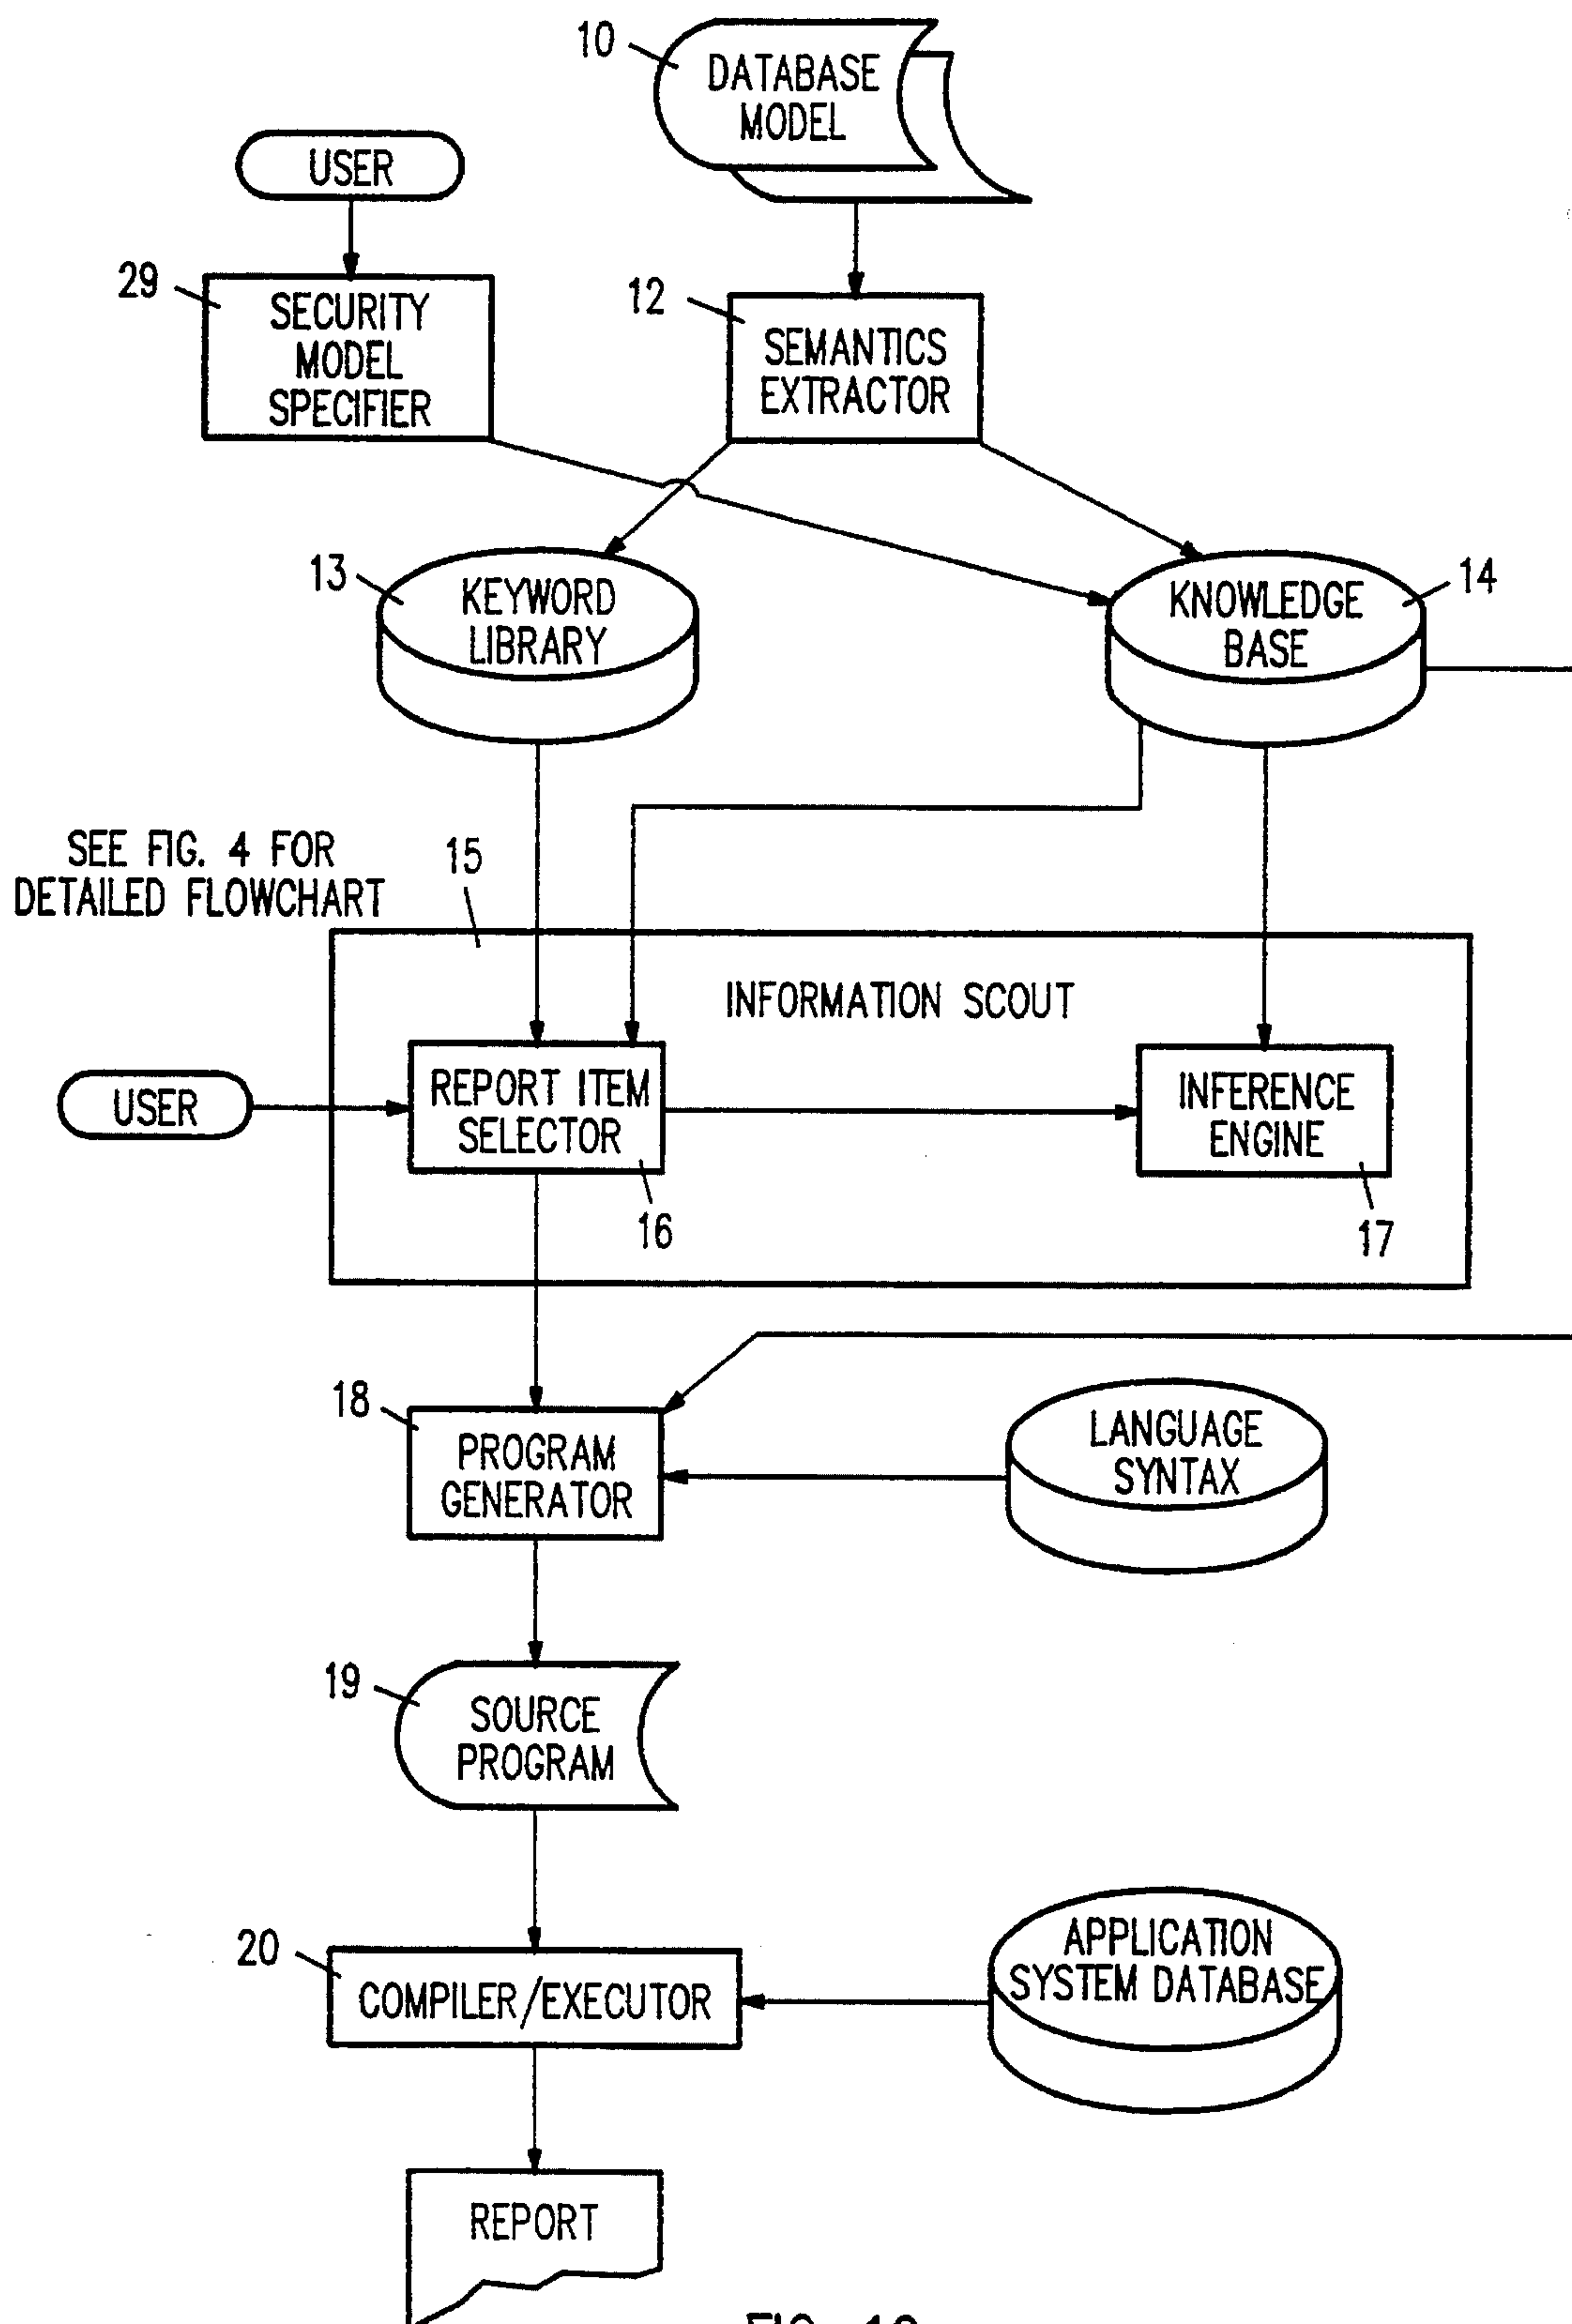 10
DATABASE
MODEL
USER
29
SECURITY
MODEL
SPECIFIER
12
SEMANTICS
EXTRACTOR
13
KEYWORD
LIBRARY
KNOWLEDGE
BASE
14
SEE FIG. 4 FOR
DETAILED FLOWCHART
15
INFORMATION SCOUT
USER
REPORT ITEM
SELECTOR
16
INFERENCE
ENGINE
17
18
PROGRAM
GENERATOR
LANGUAGE
SYNTAX
19
SOURCE
PROGRAM
20
COMPILER/EXECUTOR
APPLICATION
SYSTEM DATABASE
REPORT